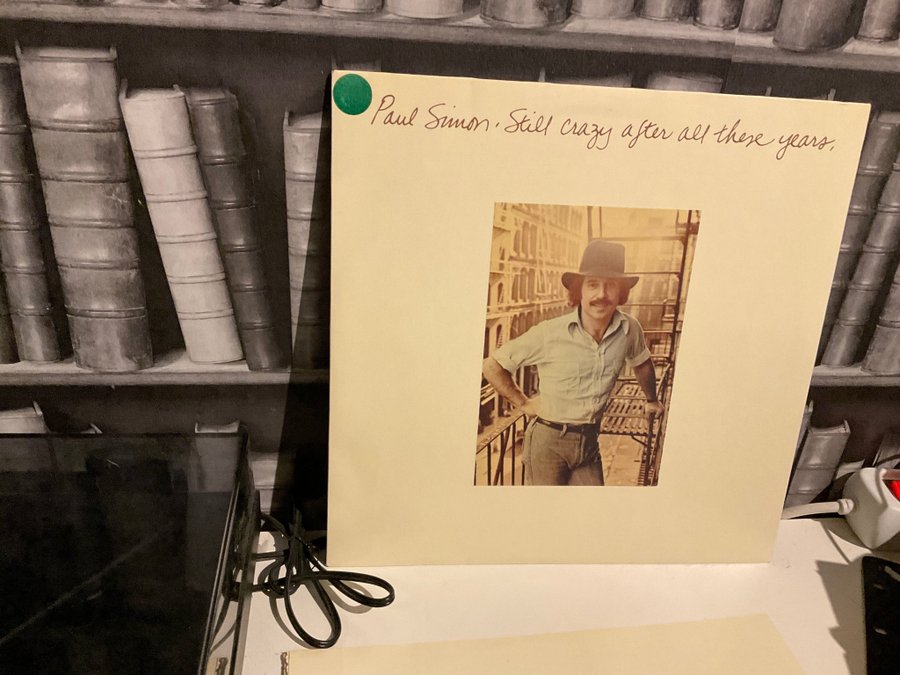 Paul Simon. Still crazy after all these years.